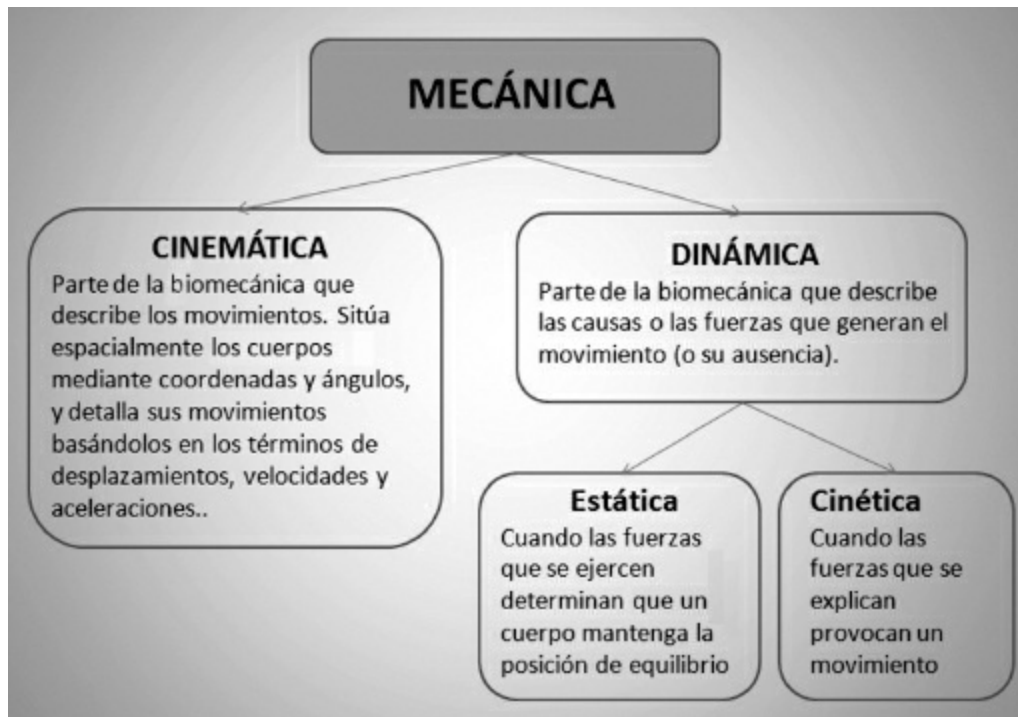 MECÁNICA
CINEMÁTICA
Parte de la biomecánica que
describe los movimientos. Sitúa
espacialmente los cuerpos
mediante coordenadas y ángulos,
y detalla sus movimientos
basándolos en los términos de
desplazamientos, velocidades y
aceleraciones..
DINÁMICA
Parte de la biomecánica que describe
las causas o las fuerzas que generan el
movimiento (o su ausencia).
Estática
Cuando las fuerzas
que se ejercen
determinan que un
cuerpo mantenga la
posición de equilibrio
Cinética
Cuando las
fuerzas que se
explican
provocan un
movimiento